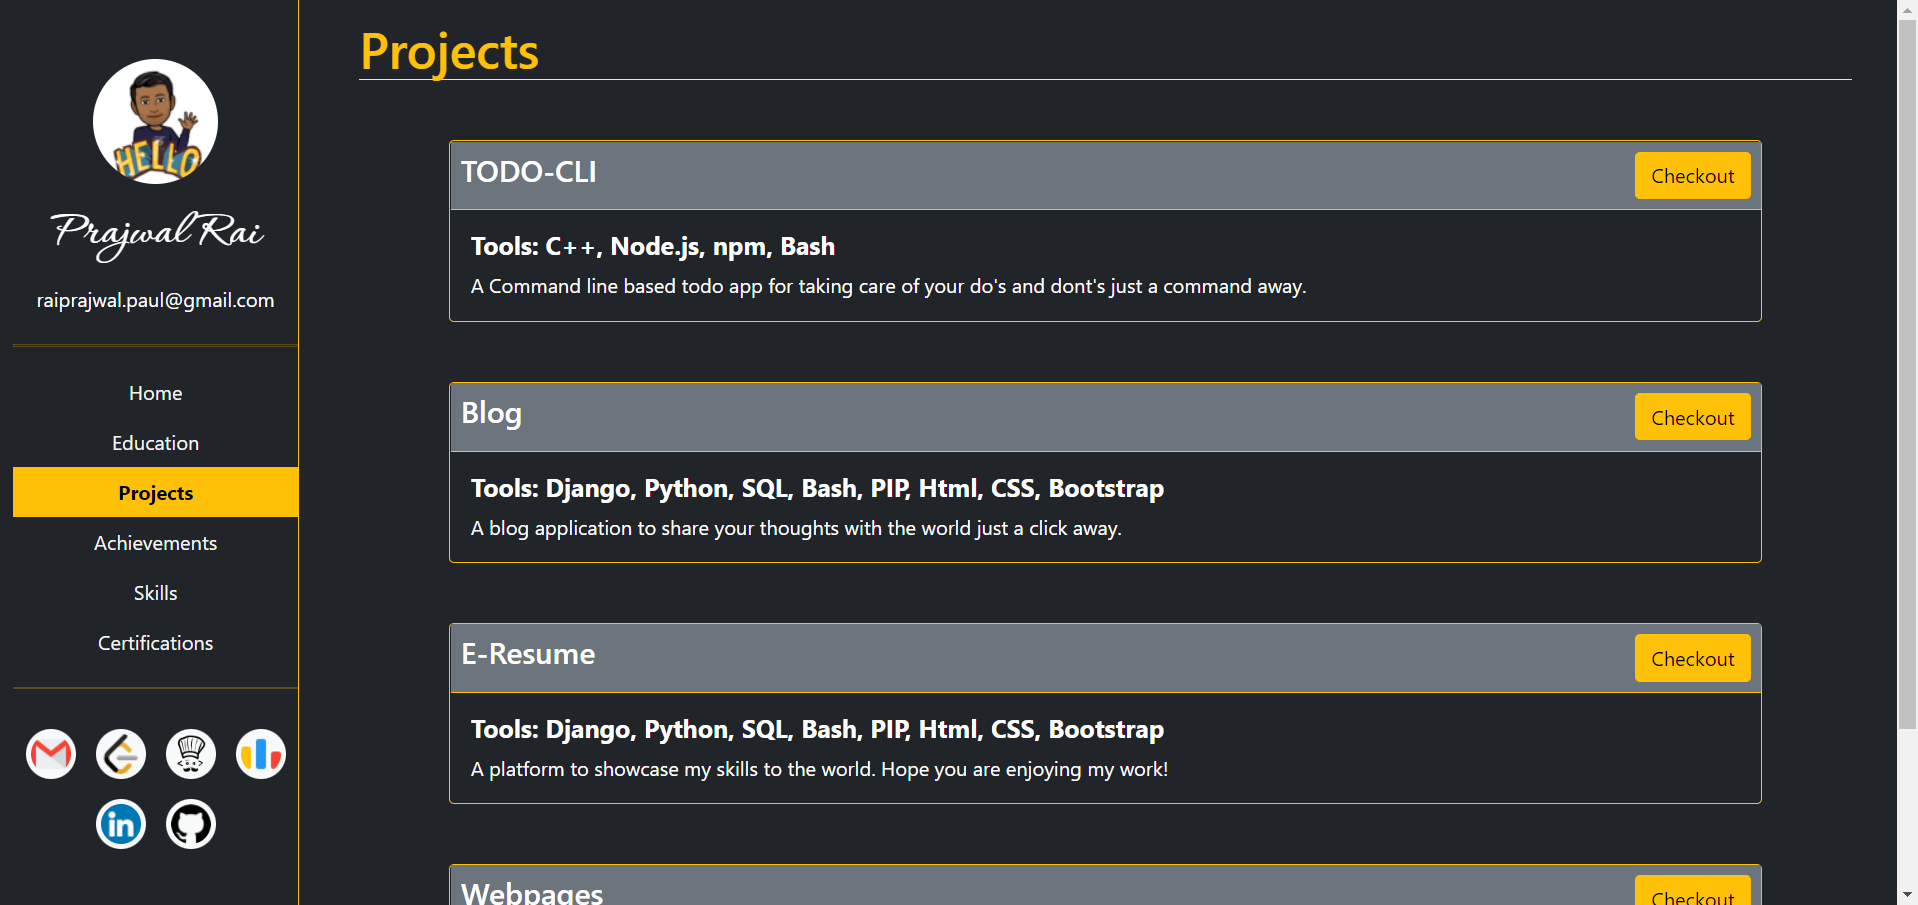 HELLO
Prajwal Rai
raiprajwal.paul@gmail.com
Home
Education
Projects
Achievements
Skills
Certifications
in
Projects
TODO-CLI
Checkout
Tools: C++, Node.js, npm, Bash
A Command line based todo app for taking care of your do's and dont's just a command away.
Blog
Checkout
Tools: Django, Python, SQL, Bash, PIP, Html, CSS, Bootstrap
A blog application to share your thoughts with the world just a click away.
E-Resume
Checkout
Tools: Django, Python, SQL, Bash, PIP, Html, CSS, Bootstrap
A platform to showcase my skills to the world. Hope you are enjoying my work!
Webpages
Checkout